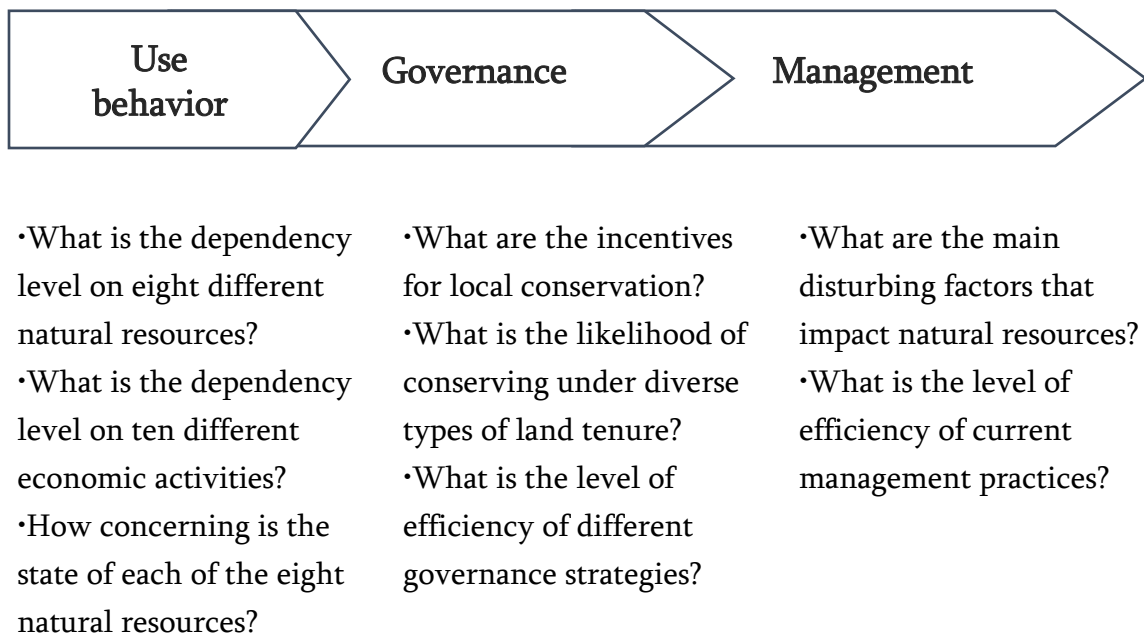 Use
behavior
Governance
Management
·What is the dependency
level on eight different
natural resources?
·What is the dependency
level on ten different
economic activities?
·How concerning is the
state of each of the eight
natural resources?
·What are the incentives
for local conservation?
·What is the likelihood of
conserving under diverse
types of land tenure?
·What is the level of
efficiency of different
governance strategies?
·What are the main
disturbing factors that
impact natural resources?
·What is the level of
efficiency of current
management practices?